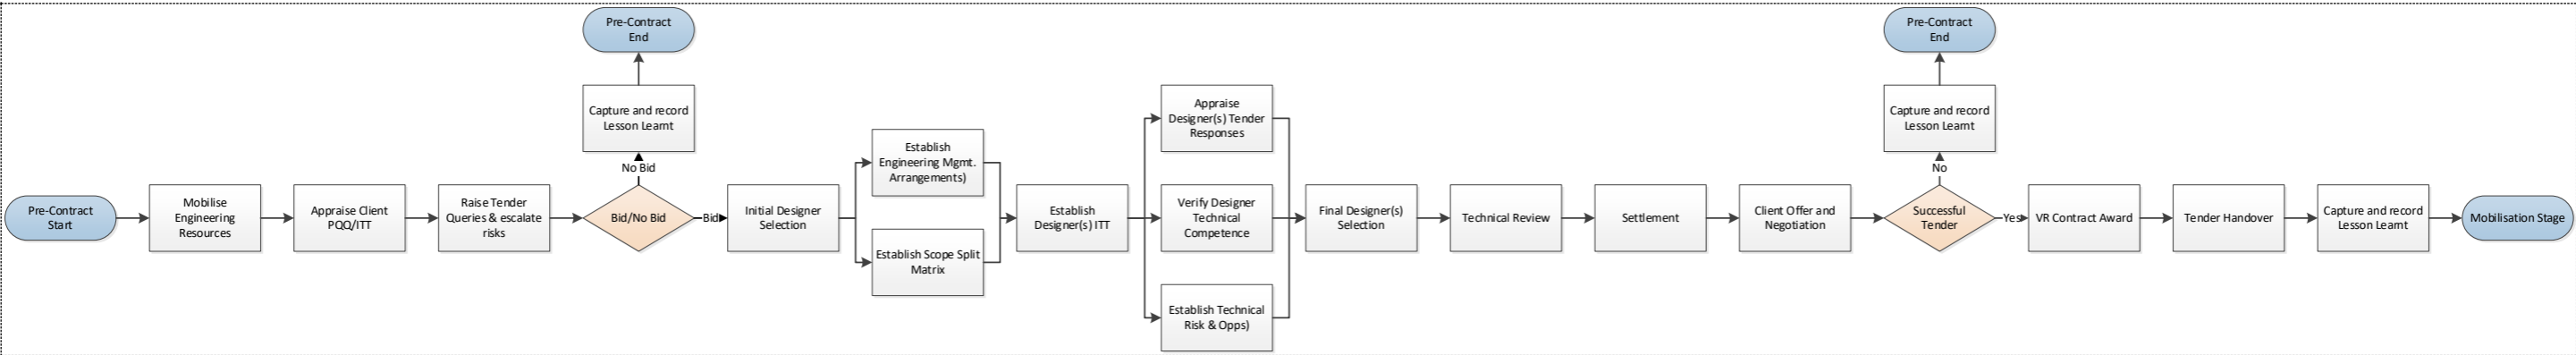 Pre-Contract
Start
Mobilise
Engineering
Resources
Appraise Client
PQQ/ITT
Raise Tender
Queries & escalate
risks
Bid/No Bid
No Bid
Capture and record
Lesson Learnt
Pre-Contract
End
Bid
Initial Designer
Selection
Establish
Engineering Mgmt.
Arrangements)
Establish Scope Split
Matrix
Establish
Designer(s) ITT
Appraise
Designer(s) Tender
Responses
Verify Designer
Technical
Competence
Establish Technical
Risk & Opps)
Final Designer(s)
Selection
Technical Review
Settlement
Client Offer and
Negotiation
Successful
Tender
No
Capture and record
Lesson Learnt
Pre-Contract
End
Yes
VR Contract Award
Tender Handover
Capture and record
Lesson Learnt
Mobilisation Stage